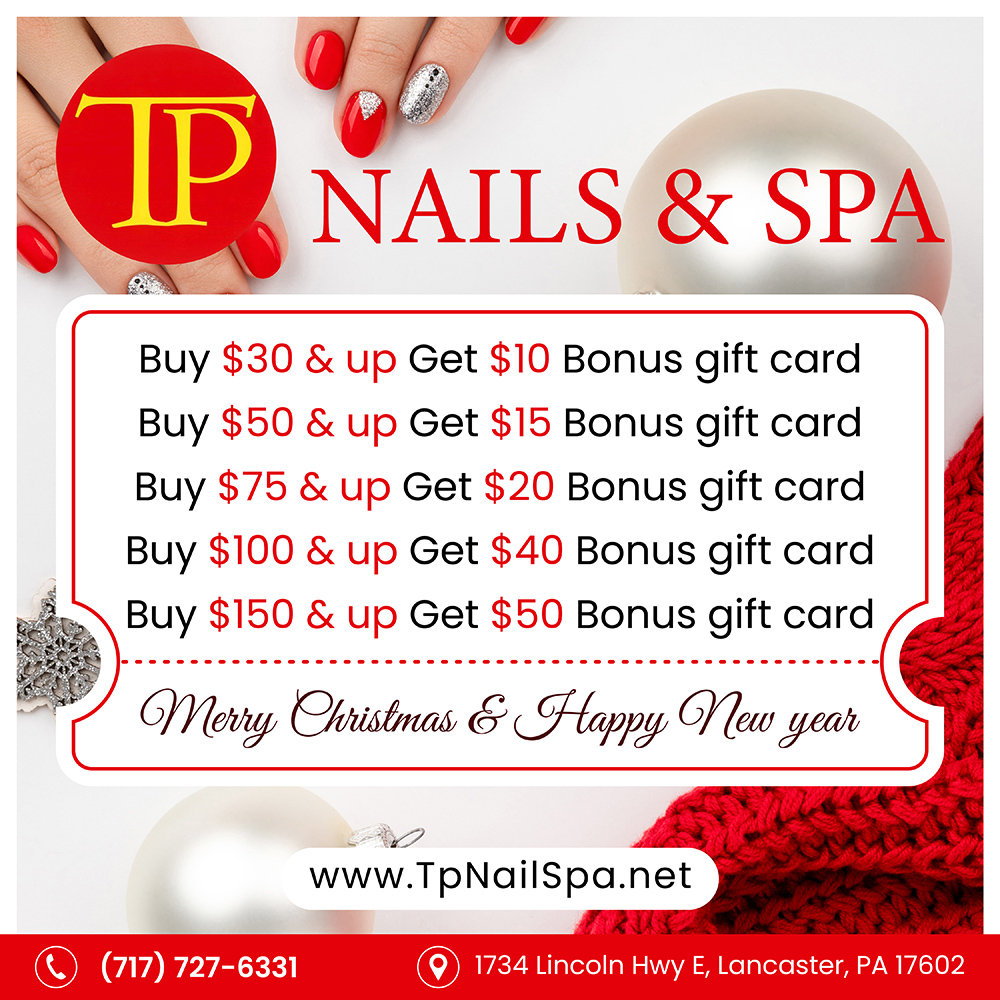 TP
NAILS & SPA
Buy $30 & up Get $10 Bonus gift card
Buy $50 & up Get $15 Bonus gift card
Buy $75 & up Get $20 Bonus gift card
Buy $100 & up Get $40 Bonus gift card
Buy $150 & up Get $50 Bonus gift card
Merry Christmas & Happy New year
www.TpNailSpa.net
(717) 727-6331
1734 Lincoln Hwy E, Lancaster, PA 17602